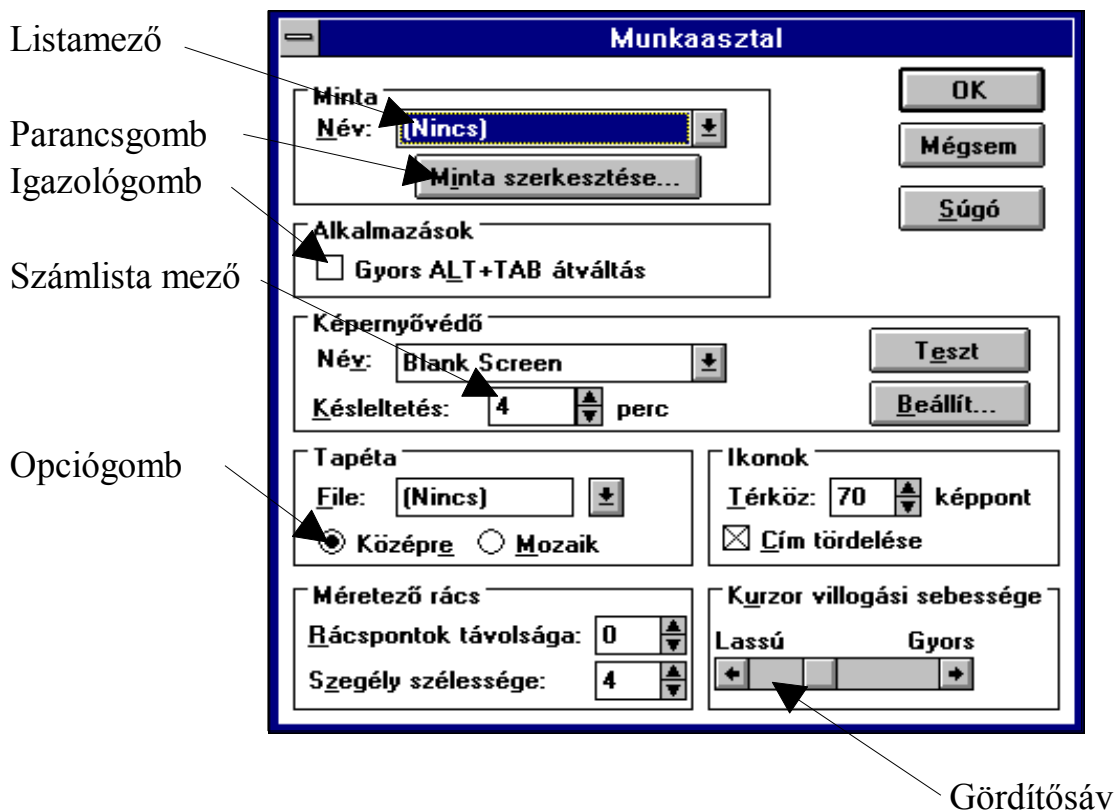 Listamező
Parancsgomb
Igazológomb
Számlista mező
Opciógomb
Munkaasztal
Minta
Név: (Nincs)
Minta szerkesztése...
OK
Mégsem
Súgó
Alkalmazások
Gyors ALT+TAB átváltás
Képernyővédő
Név: Blank Screen
Késleltetés: 4 perc
Teszt
Beállít...
Tapéta
File: (Nincs)
Középre Mozaik
Ikonok
Térköz: 70 képpont
Cím tördelése
Méretező rács
Rácspontok távolsága: 0
Szegély szélessége: 4
Kurzor villogási sebessége
Lassú Gyors
Gördítősáv